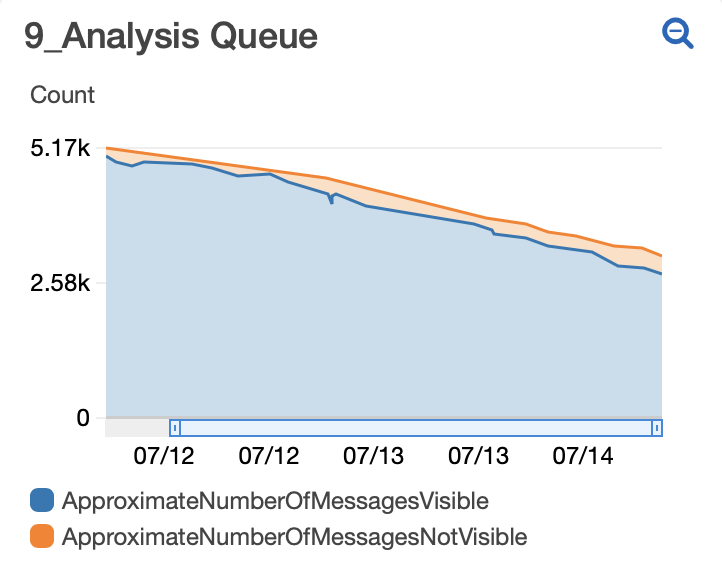 9_Analysis Queue
Count
5.17k
2.58k
0
07/12 07/12 07/13 07/13 07/14
ApproximateNumberOfMessagesVisible
ApproximateNumberOfMessagesNotVisible